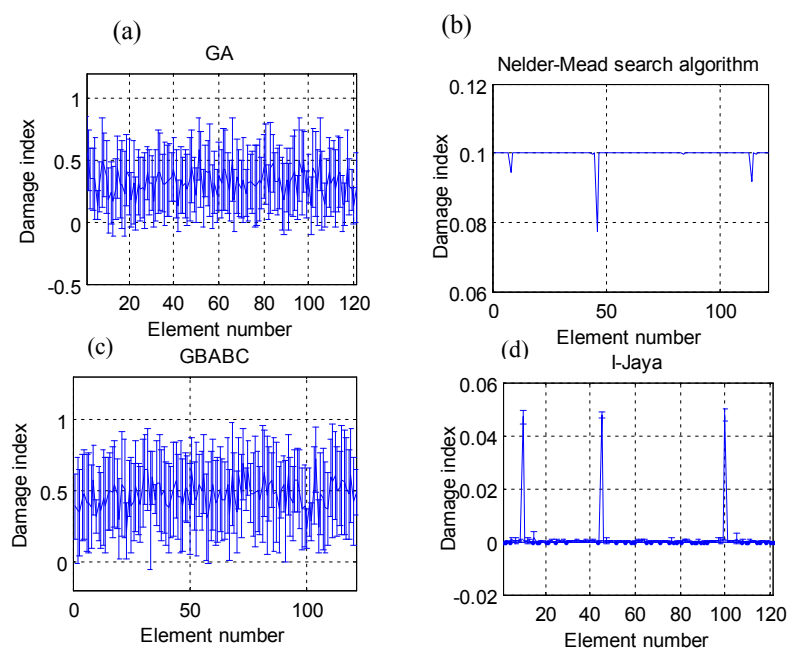 (a)
GA
1
0.5
0
-0.5
Damage index
20 40 60 80 100 120
Element number
(b)
Nelder-Mead search algorithm
0.12
0.1
0.08
0.06
Damage index
0 50 100
Element number
(c)
GBABC
1
0.5
0
Damage index
0 50 100
Element number
(d)
I-Jaya
0.06
0.04
0.02
0
-0.02
Damage index
20 40 60 80 100 120
Element number